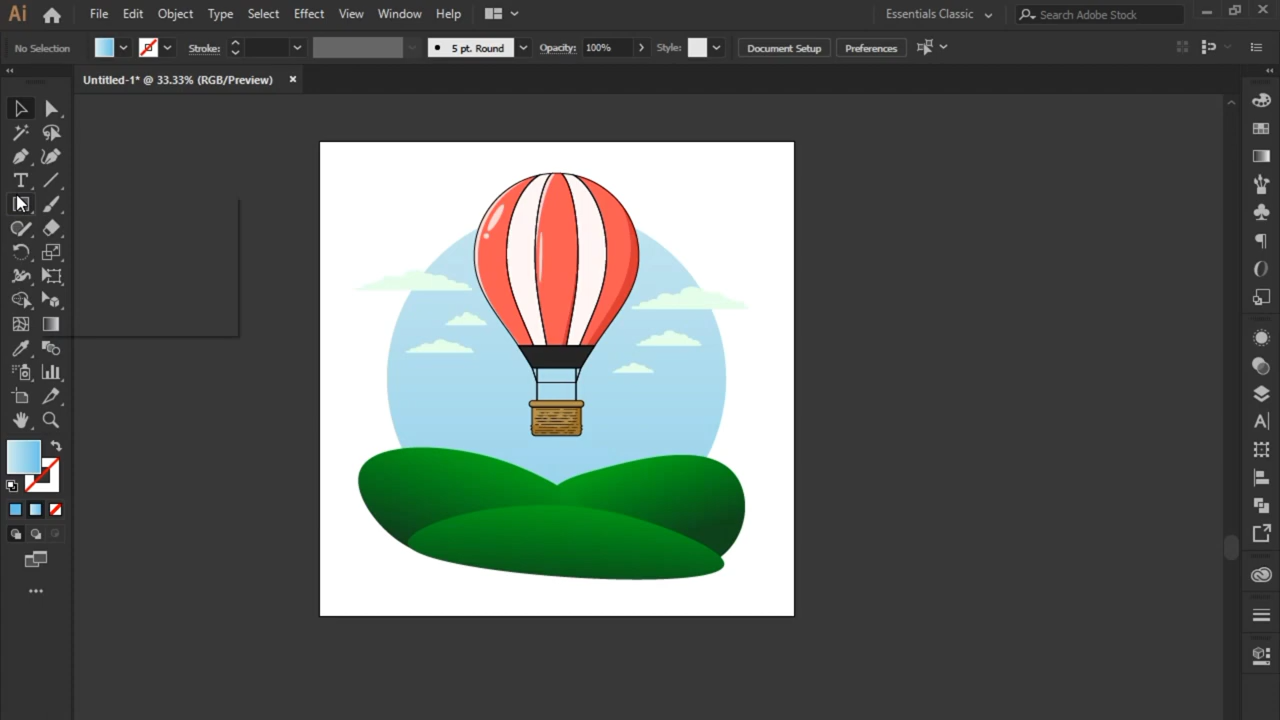 Ai File Edit Object Type Select Effect View Window Help Essentials Classic Search Adobe Stock
No Selection Stroke: 5 pt. Round Opacity: 100% Style: Document Setup Preferences
Untitled-1* @ 33.33% (RGB/Preview)